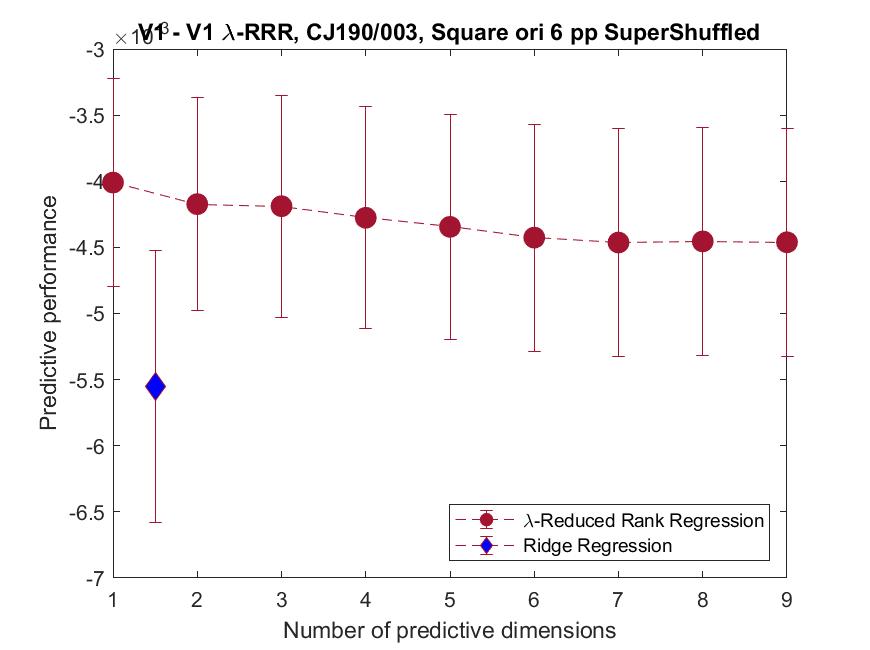 V1 - V1 λ-RRR, CJ190/003, Square ori 6 pp SuperShuffled
×10-3
-3
-3.5
-4
-4.5
-5
-5.5
-6
-6.5
-7
Predictive performance
λ-Reduced Rank Regression
Ridge Regression
1 2 3 4 5 6 7 8 9
Number of predictive dimensions